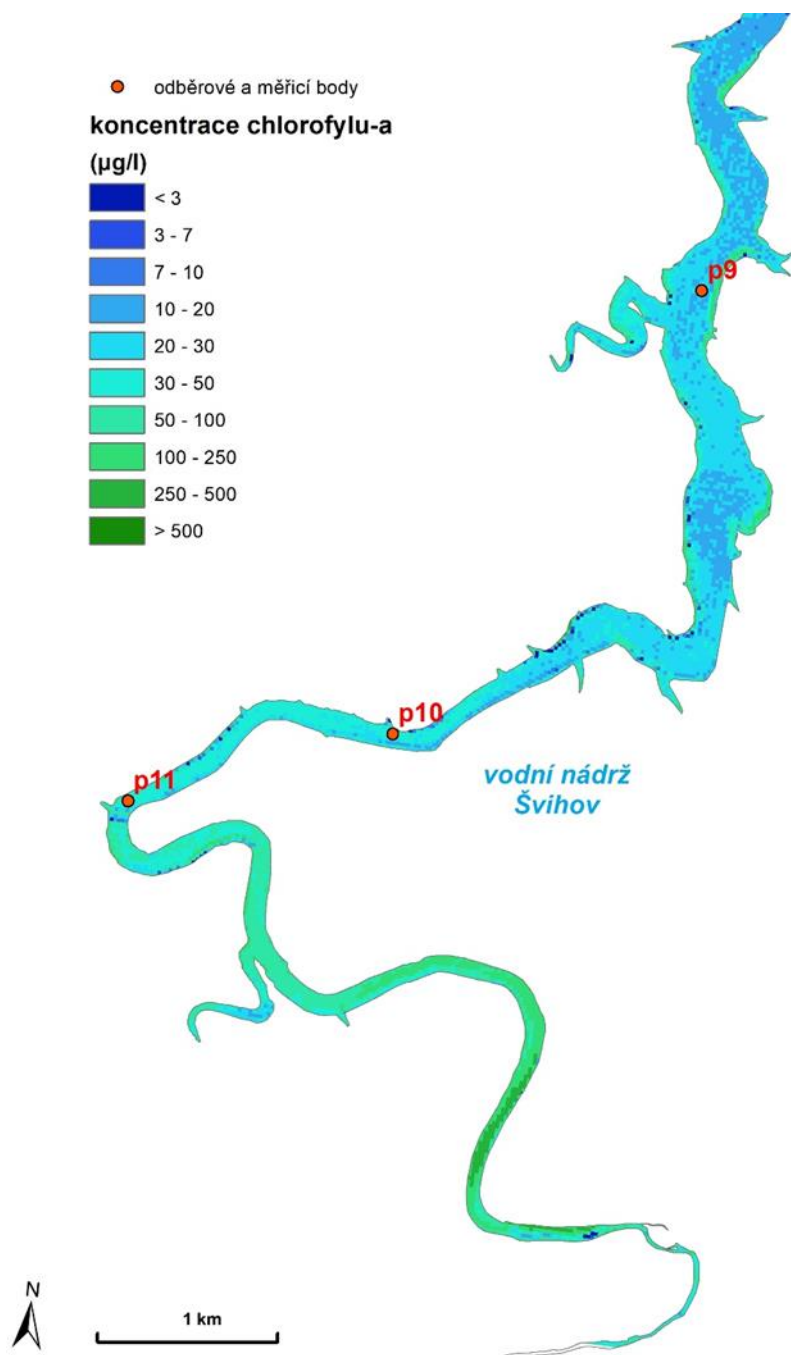 odběrové a měřicí body
koncentrace chlorofylu-a
(µg/l)
< 3
3 - 7
7 - 10
10 - 20
20 - 30
30 - 50
50 - 100
100 - 250
250 - 500
> 500
p9
p10
p11
vodní nádrž
Švihov
N
1 km